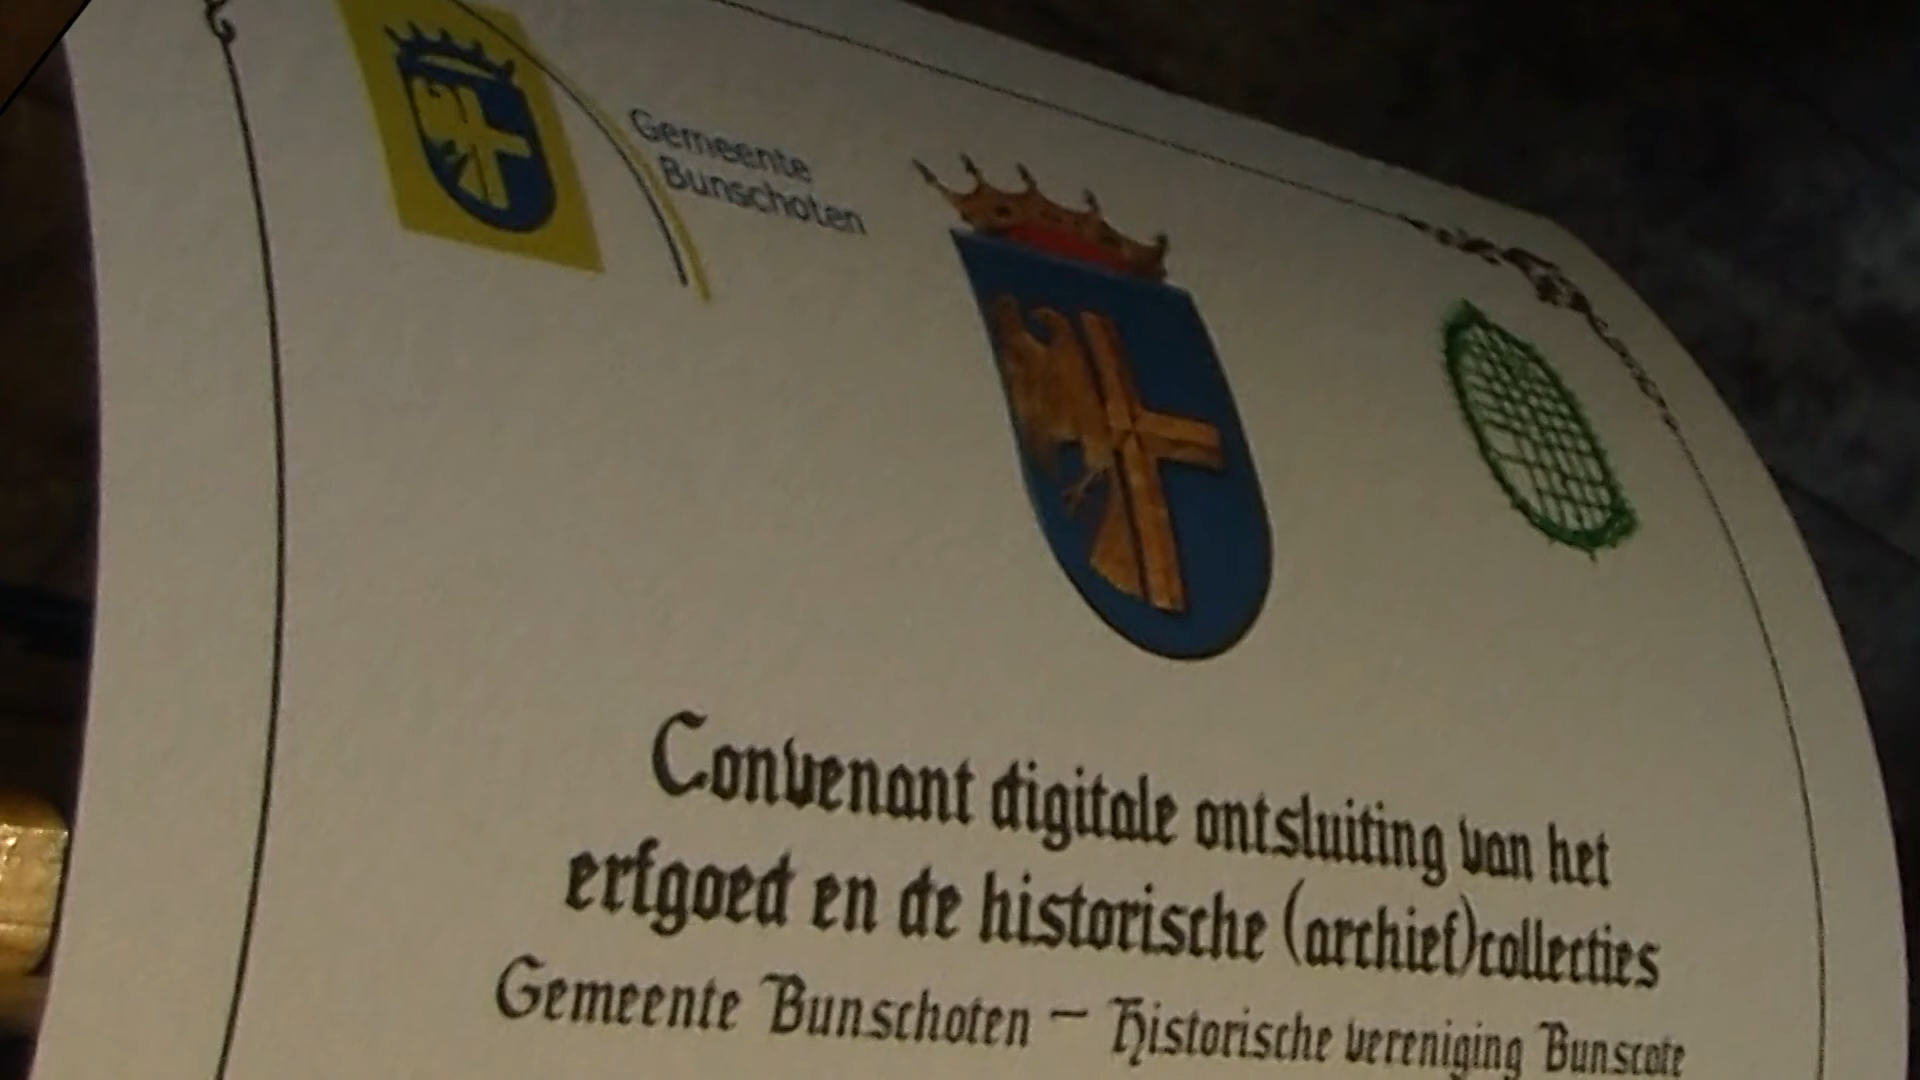 Gemeente
Bunschoten
Convenant digitale ontsluiting van het
erfgoed en de historische (archief)collecties
Gemeente Bunschoten – Historische vereniging Bunscote